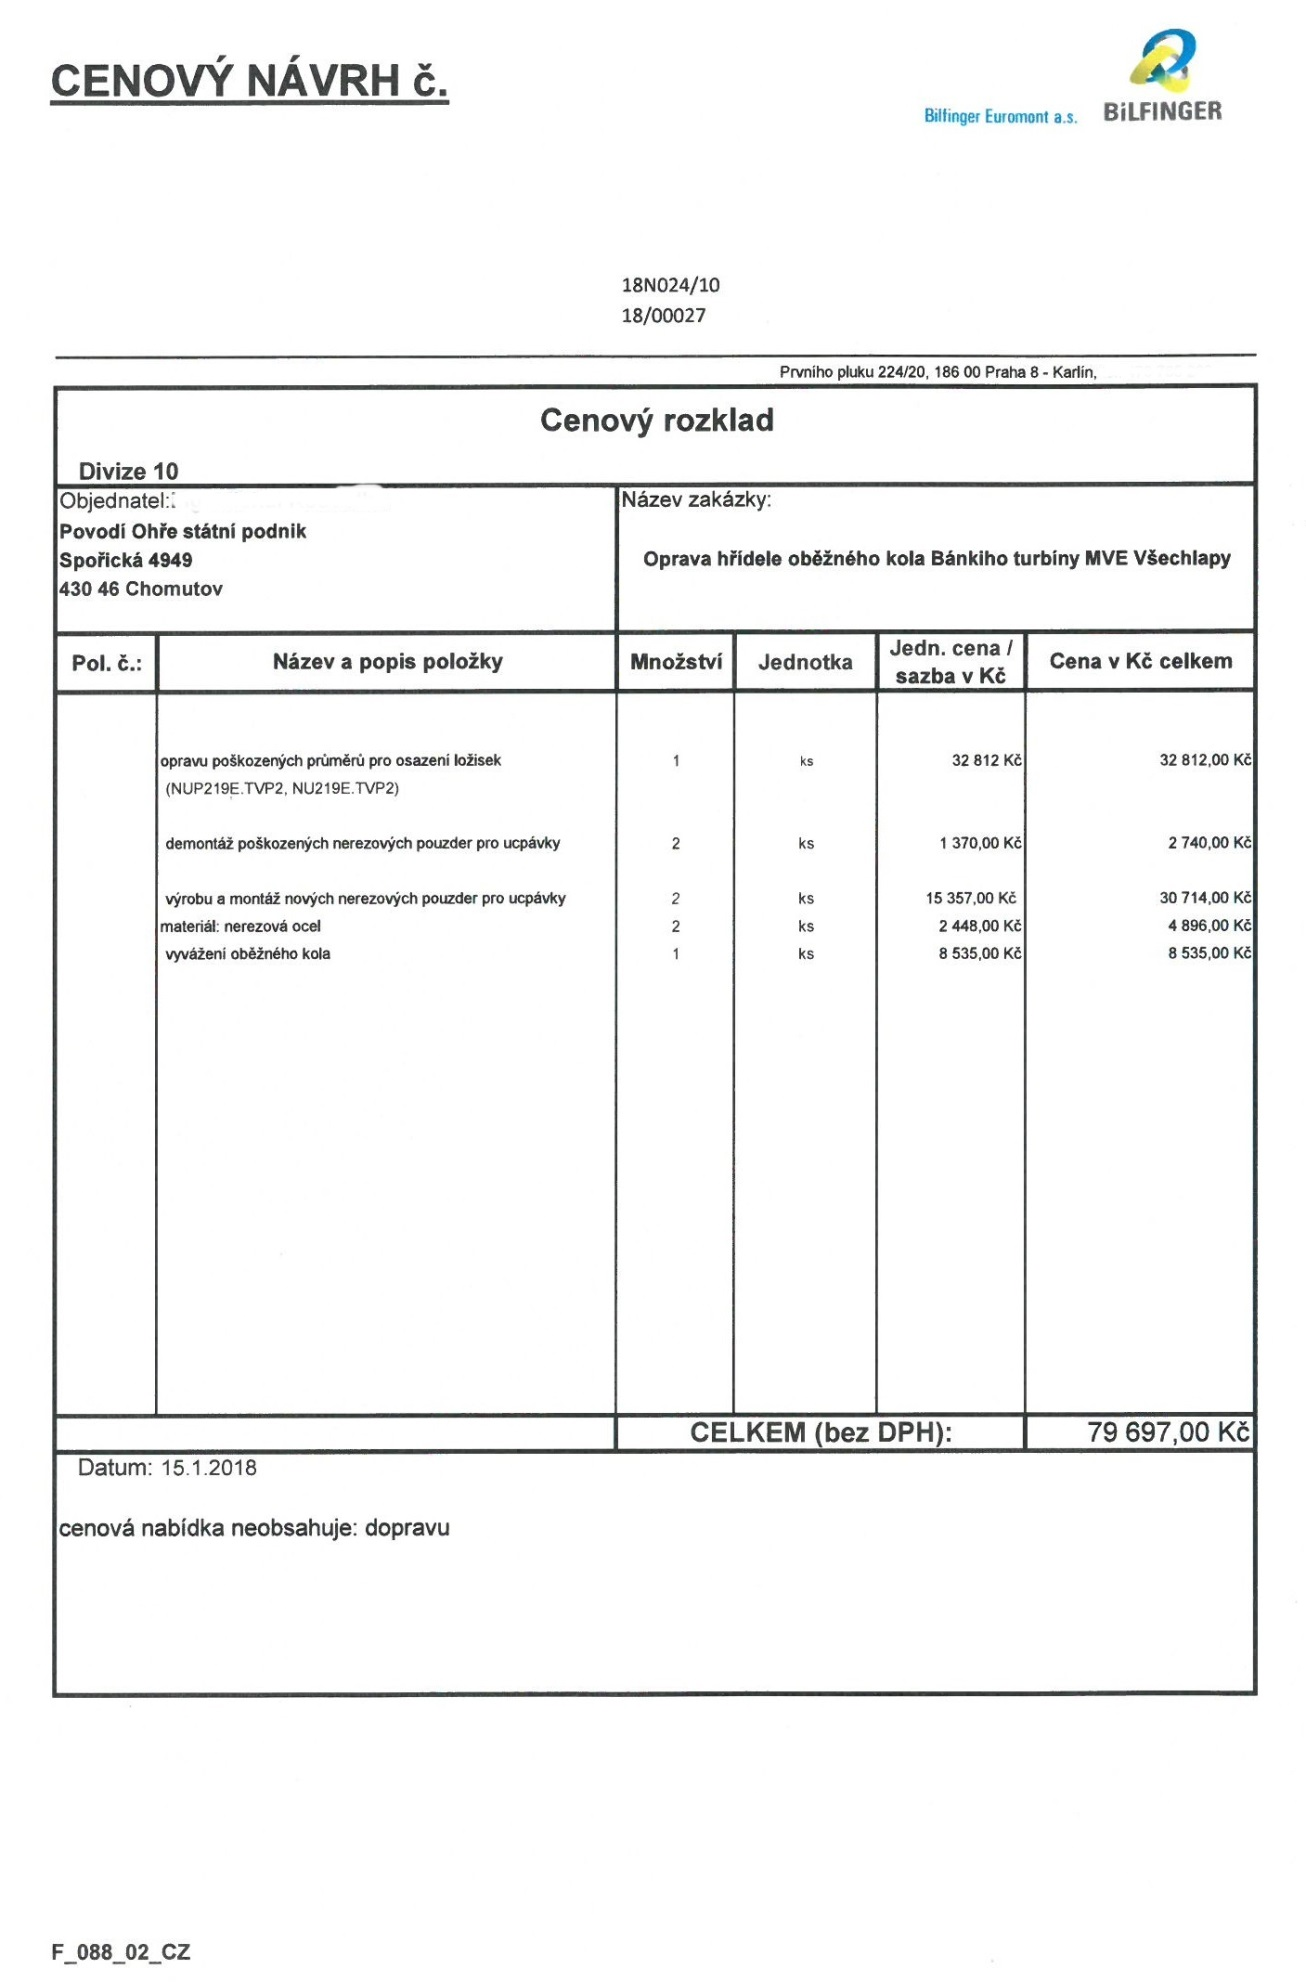 CENOVÝ NÁVRH č.
Bilfinger Euromont a.s.
BiLFINGER
18N024/10
18/00027
Prvního pluku 224/20, 186 00 Praha 8 - Karlín,
Cenový rozklad
Divize 10
Objednatel:
Povodí Ohře státní podnik
Spořická 4949
430 46 Chomutov
Název zakázky:
Oprava hřídele oběžného kola Bánkiho turbíny MVE Všechlapy
Pol. č.: Název a popis položky Množství Jednotka Jedn. cena / sazba v Kč Cena v Kč celkem
opravu poškozených průměrů pro osazení ložisek 1 ks 32 812 Kč 32 812,00 Kč
(NUP219E.TVP2, NU219E.TVP2)
demontáž poškozených nerezových pouzder pro ucpávky 2 ks 1 370,00 Kč 2 740,00 Kč
výrobu a montáž nových nerezových pouzder pro ucpávky 2 ks 15 357,00 Kč 30 714,00 Kč
materiál: nerezová ocel 2 ks 2 448,00 Kč 4 896,00 Kč
vyvážení oběžného kola 1 ks 8 535,00 Kč 8 535,00 Kč
CELKEM (bez DPH): 79 697,00 Kč
Datum: 15.1.2018
cenová nabídka neobsahuje: dopravu
F_088_02_CZ